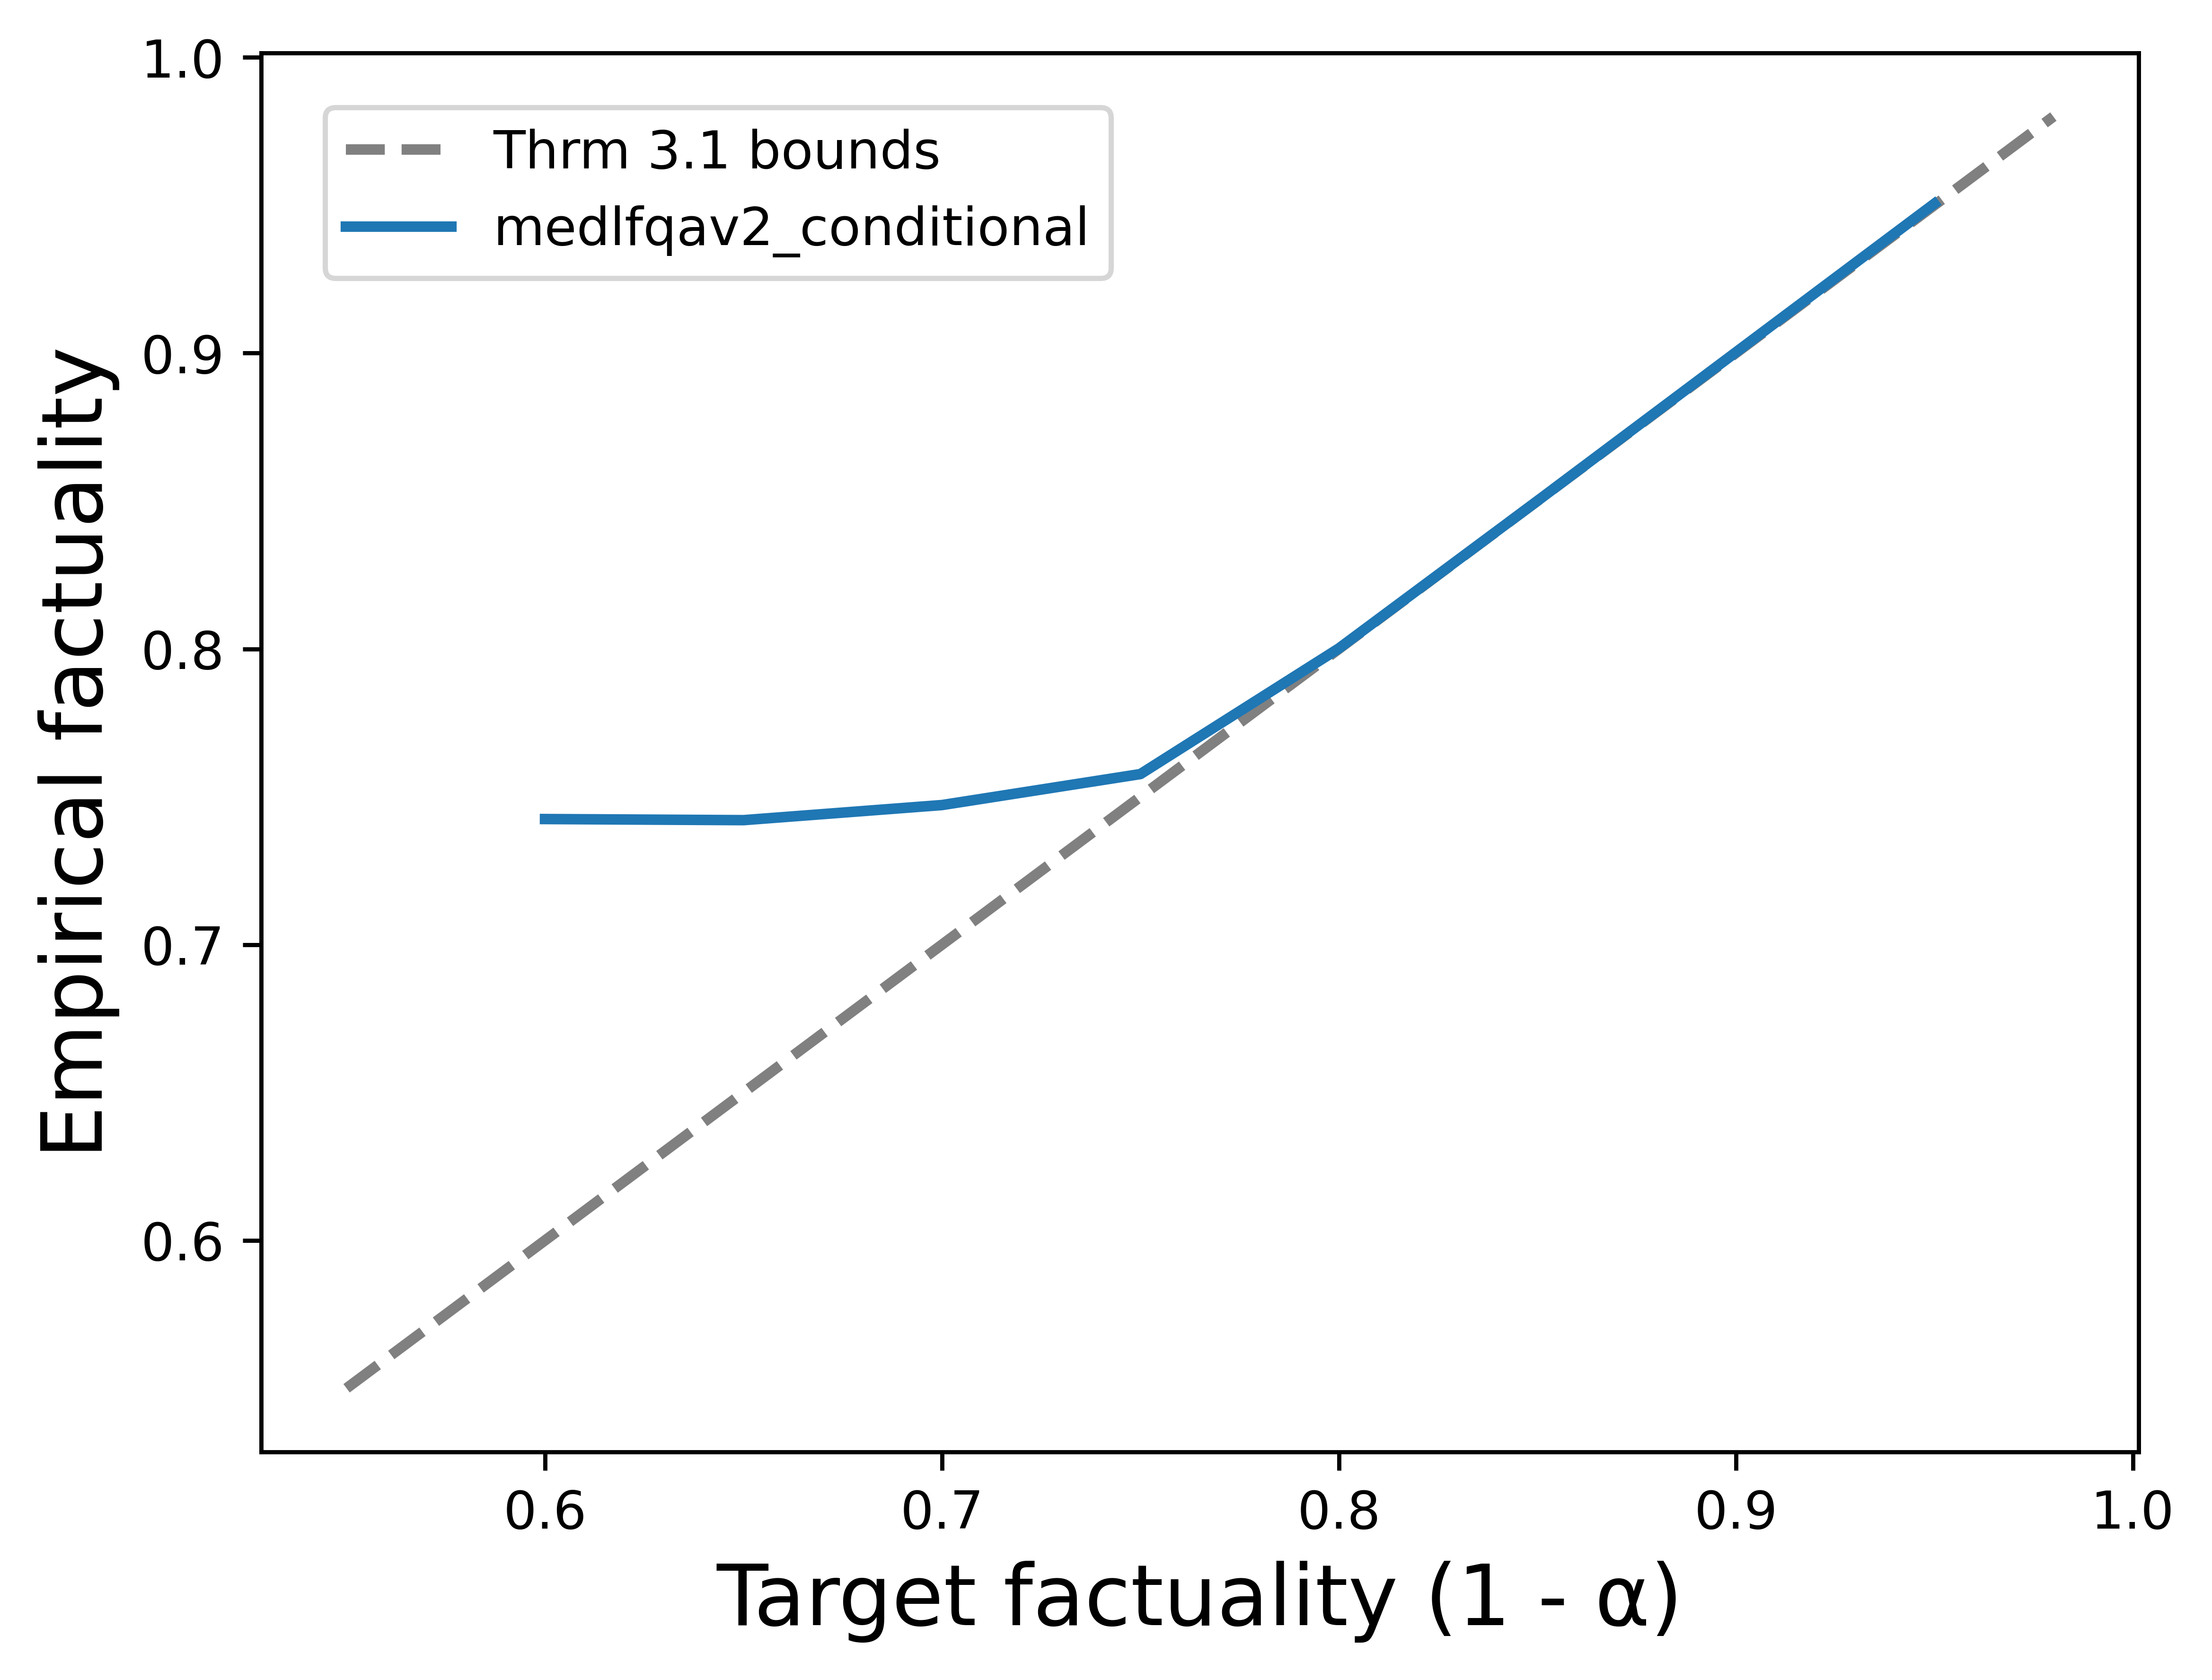 Thrm 3.1 bounds
medlfqav2_conditional
Empirical factuality
1.0
0.9
0.8
0.7
0.6
0.6
0.7
0.8
0.9
1.0
Target factuality (1 - α)